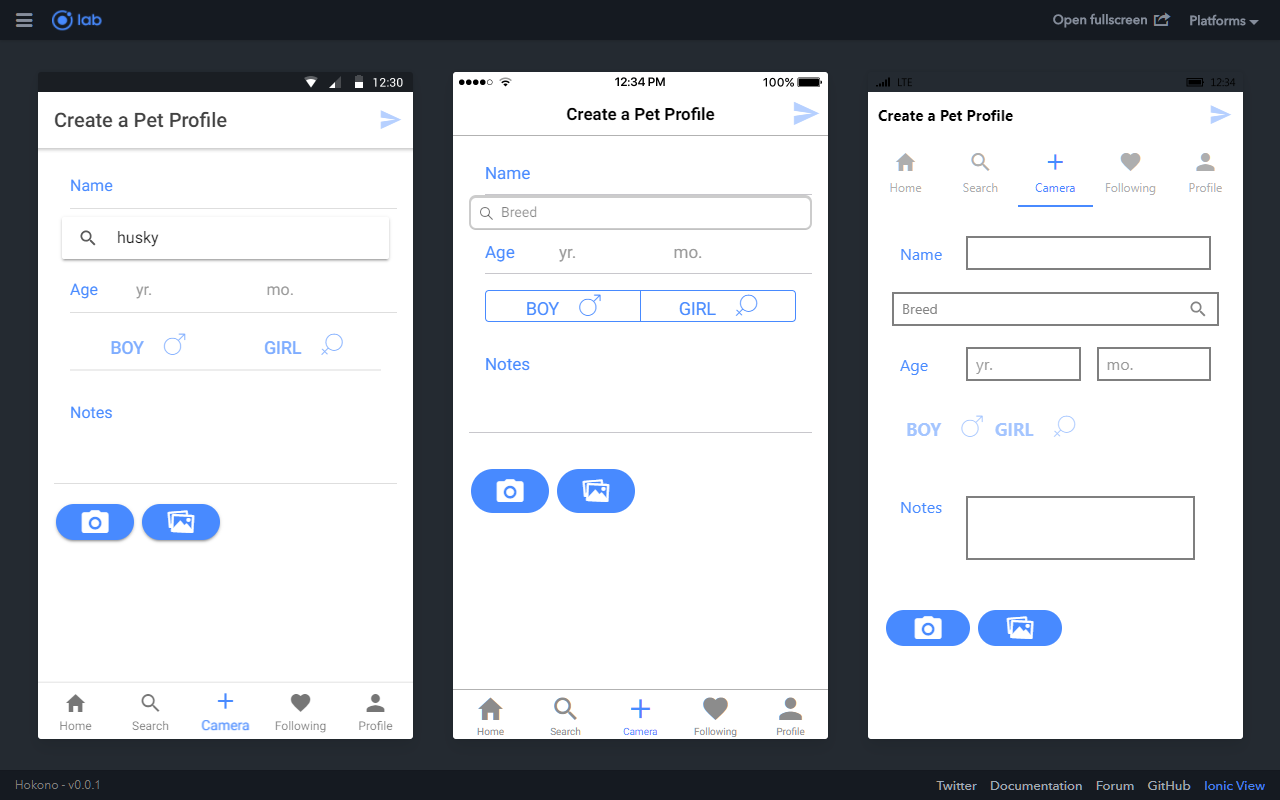 lab
Open fullscreen Platforms
12:30
Create a Pet Profile
Name
husky
Age yr. mo.
BOY GIRL
Notes
Home Search Camera Following Profile
12:34 PM 100%
Create a Pet Profile
Name
Breed
Age yr. mo.
BOY GIRL
Notes
Home Search Camera Following Profile
LTE 12:34
Create a Pet Profile
Home Search Camera Following Profile
Name
Breed
Age yr. mo.
BOY GIRL
Notes
Hokono - v0.0.1
Twitter Documentation Forum GitHub Ionic View